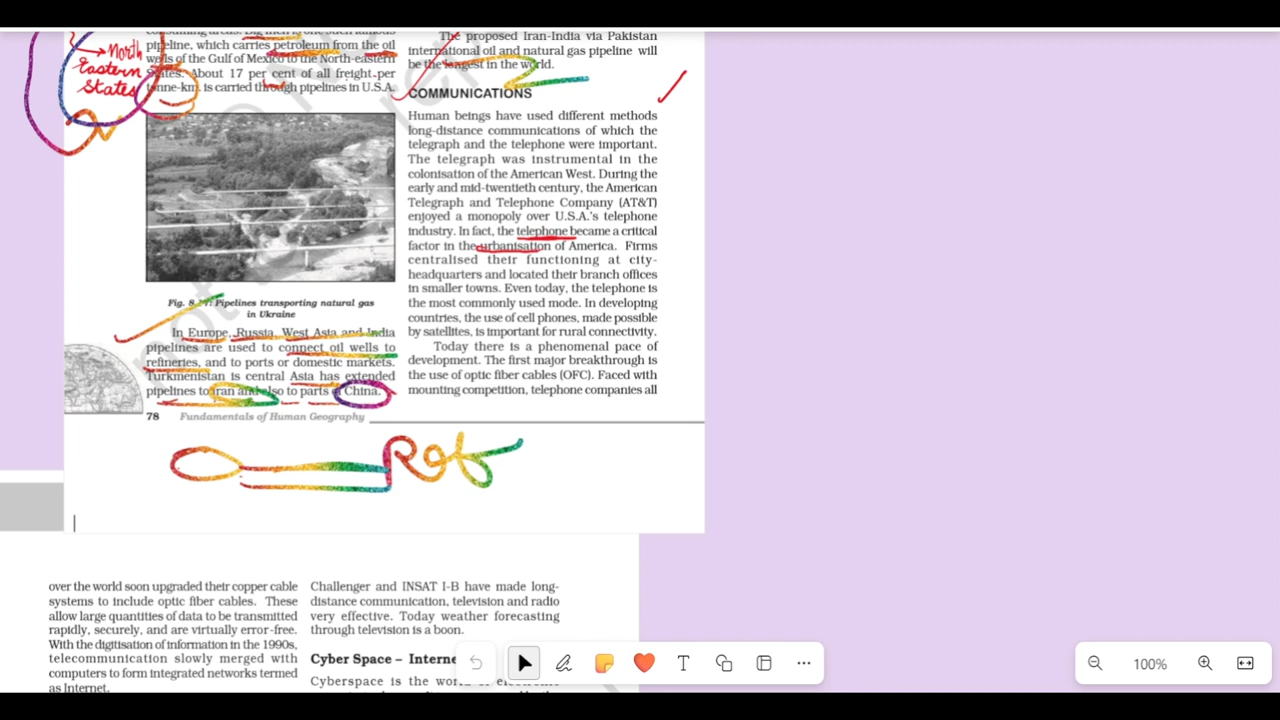 North
Eastern
States
consuming areas. Big Inch is one such famous
pipeline, which carries petroleum from the oil
wells of the Gulf of Mexico to the North-eastern
States. About 17 per cent of all freight per
tonne-km. is carried through pipelines in U.S.A.
Pipelines transporting natural gas
in Ukraine
In Europe, Russia, West Asia and India
pipelines are used to connect oil wells to
refineries, and to ports or domestic markets.
Turkmenistan is central Asia has extended
pipelines to Iran and also to parts of China.
The proposed Iran-India via Pakistan
international oil and natural gas pipeline will
be the longest in the world.
COMMUNICATIONS
Human beings have used different methods
long-distance communications of which the
telegraph and the telephone were important.
The telegraph was instrumental in the
colonisation of the American West. During the
early and mid-twentieth century, the American
Telegraph and Telephone Company (AT&T)
enjoyed a monopoly over U.S.A.'s telephone
industry. In fact, the telephone became a critical
factor in the urbanisation of America. Firms
centralised their functioning at city-
headquarters and located their branch offices
in smaller towns. Even today, the telephone is
the most commonly used mode. In developing
countries, the use of cell phones, made possible
by satellites, is important for rural connectivity.
Today there is a phenomenal pace of
development. The first major breakthrough is
the use of optic fiber cables (OFC). Faced with
mounting competition, telephone companies all
78 Fundamentals of Human Geography
Ref
over the world soon upgraded their copper cable
systems to include optic fiber cables. These
allow large quantities of data to be transmitted
rapidly, securely, and are virtually error-free.
With the digitisation of information in the 1990s,
telecommunication slowly merged with
computers to form integrated networks termed
as Internet.
Challenger and INSAT I-B have made long-
distance communication, television and radio
very effective. Today weather forecasting
through television is a boon.
Cyber Space – Interne
Cyberspace is the world of electronic
100%